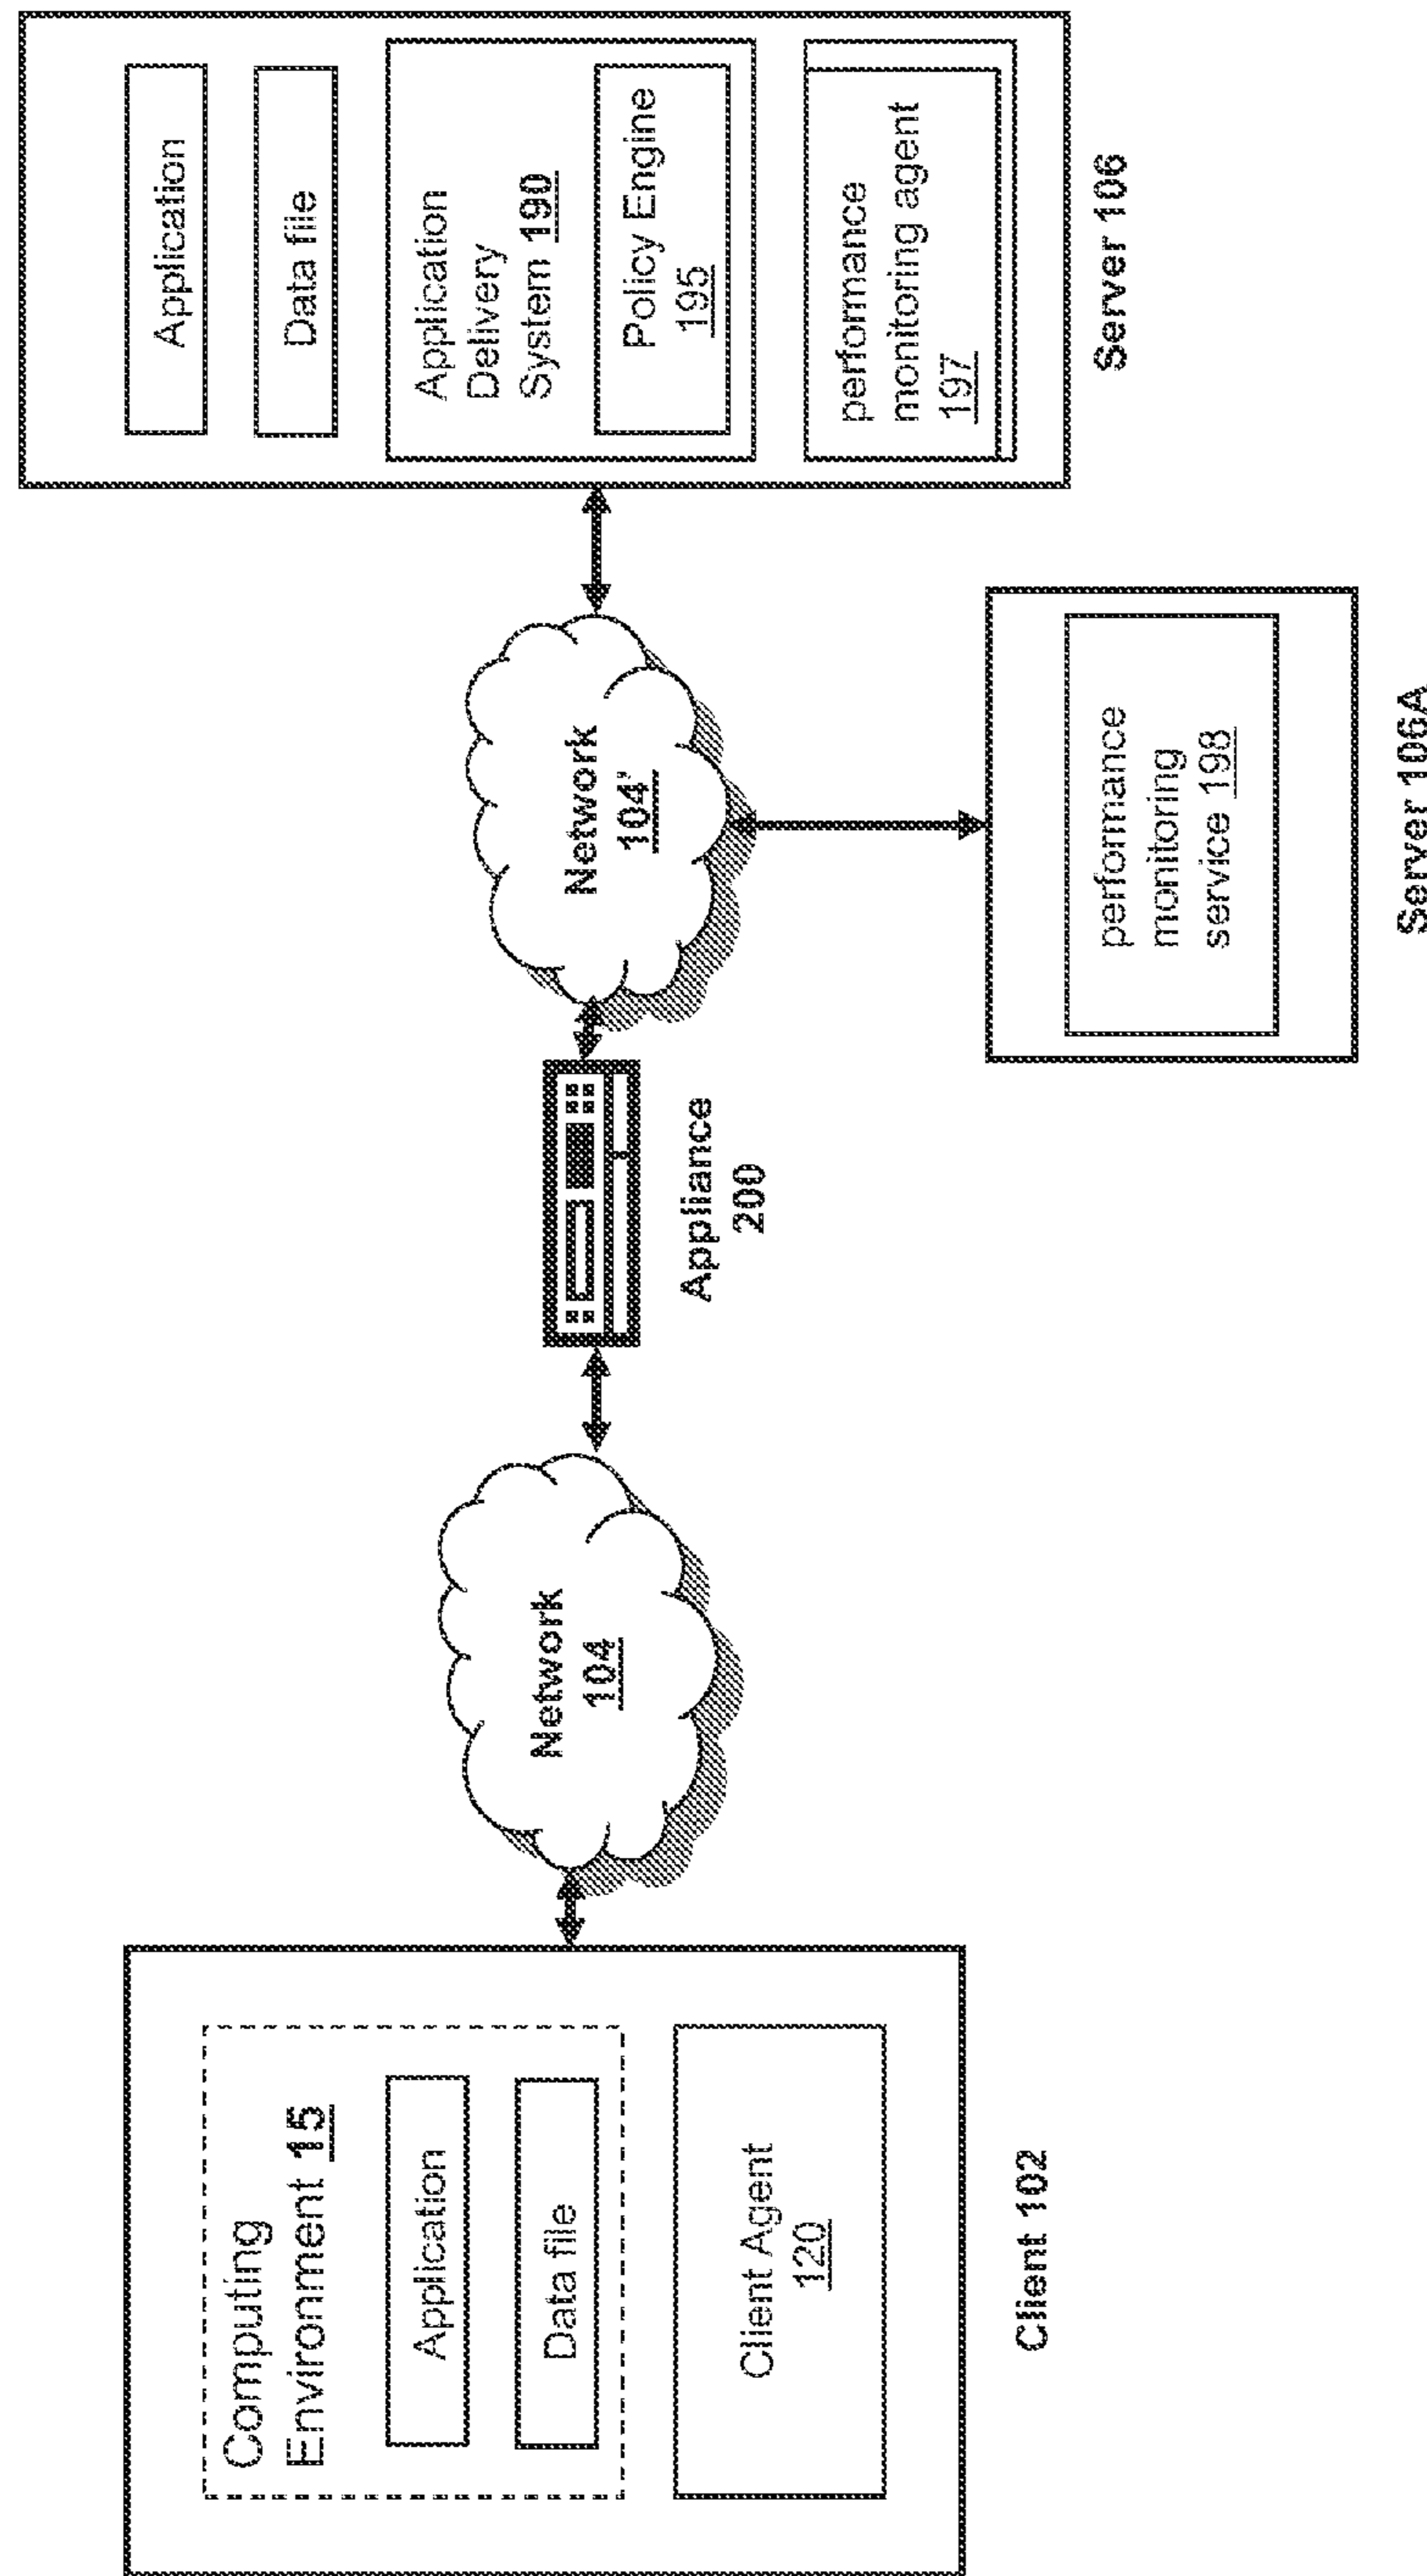 Computing
Environment 15
Application
Data file
Client Agent
120
Client 102
Network
104
Appliance
200
Network
104'
performance
monitoring
service 198
Server 106A
Application
Data file
Application
Delivery
System 190
Policy Engine
195
performance
monitoring agent
197
Server 106